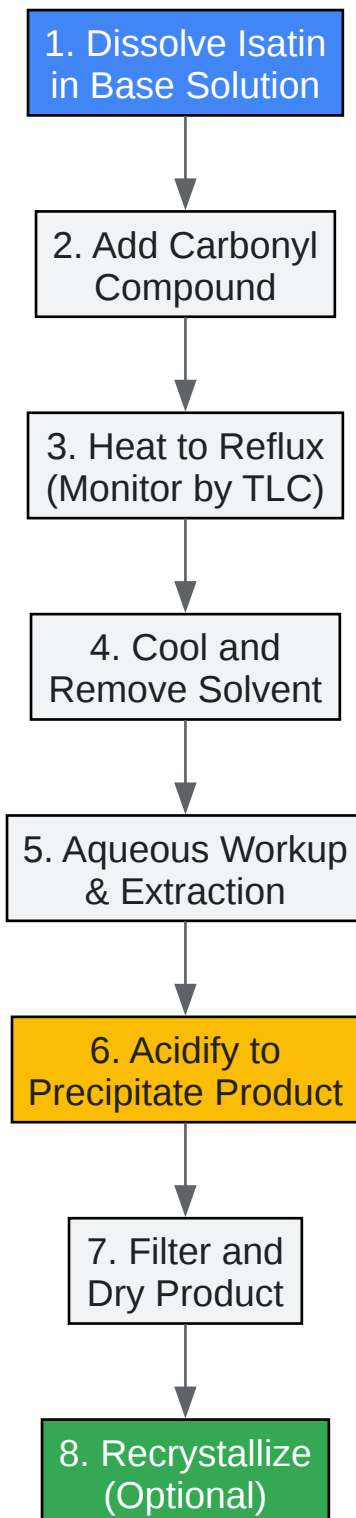 1. Dissolve Isatin
in Base Solution
2. Add Carbonyl
Compound
3. Heat to Reflux
(Monitor by TLC)
4. Cool and
Remove Solvent
5. Aqueous Workup
& Extraction
6. Acidify to
Precipitate Product
7. Filter and
Dry Product
8. Recrystallize
(Optional)